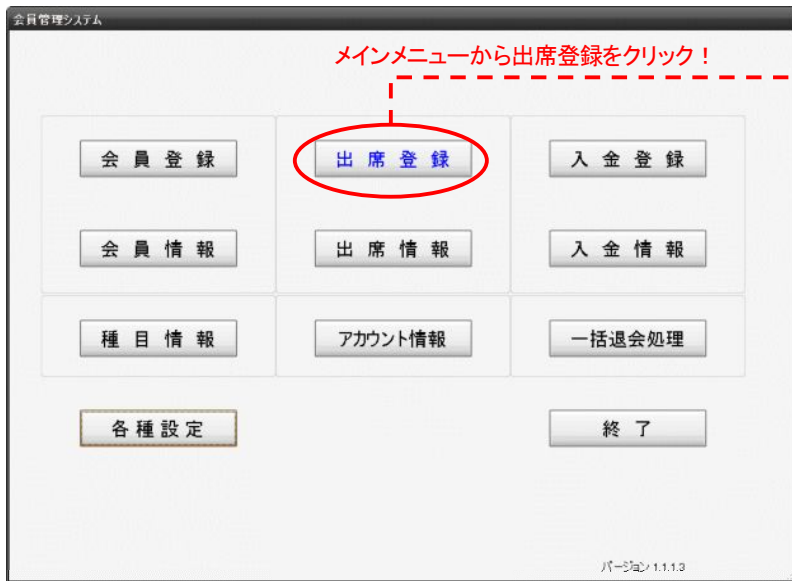 会員管理システム
メインメニューから出席登録をクリック！
会員登録
出席登録
入金登録
会員情報
出席情報
入金情報
種目情報
アカウント情報
一括退会処理
各種設定
終了
バージョン 1.1.1.3